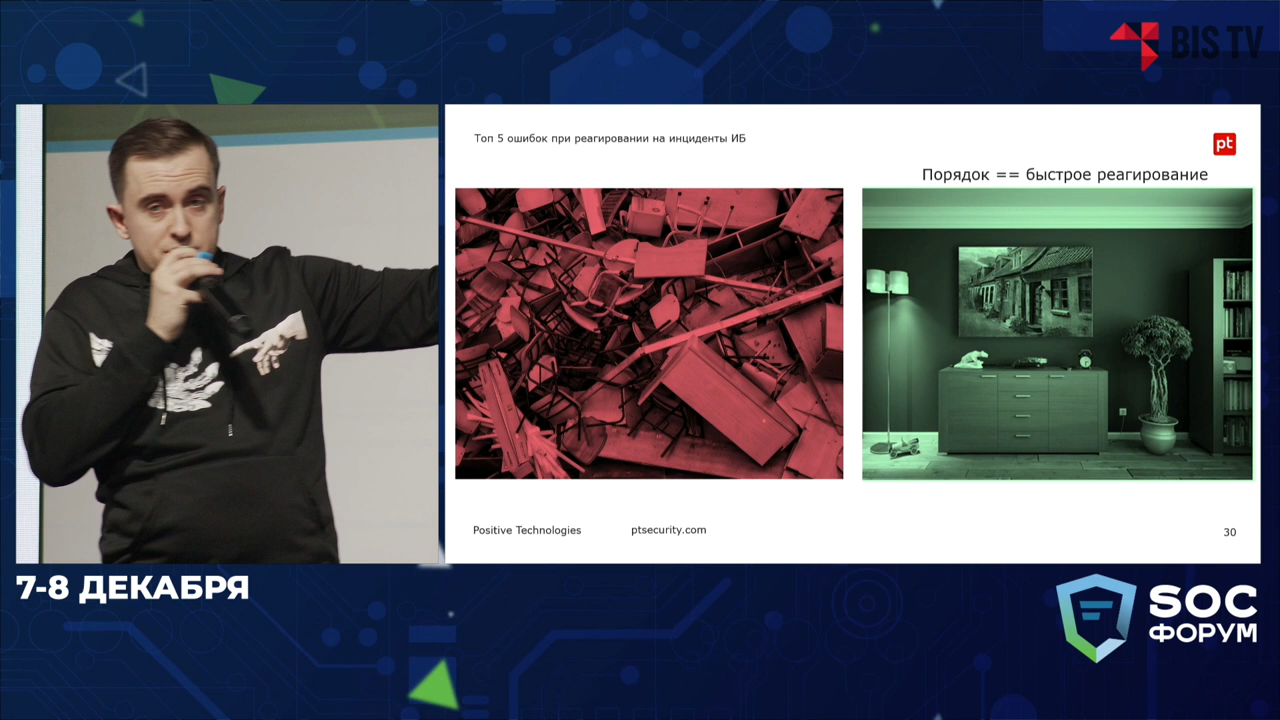 BIS TV
Топ 5 ошибок при реагировании на инциденты ИБ
pt
Порядок == быстрое реагирование
Positive Technologies
ptsecurity.com
30
7-8 ДЕКАБРЯ
SOC
ФОРУМ